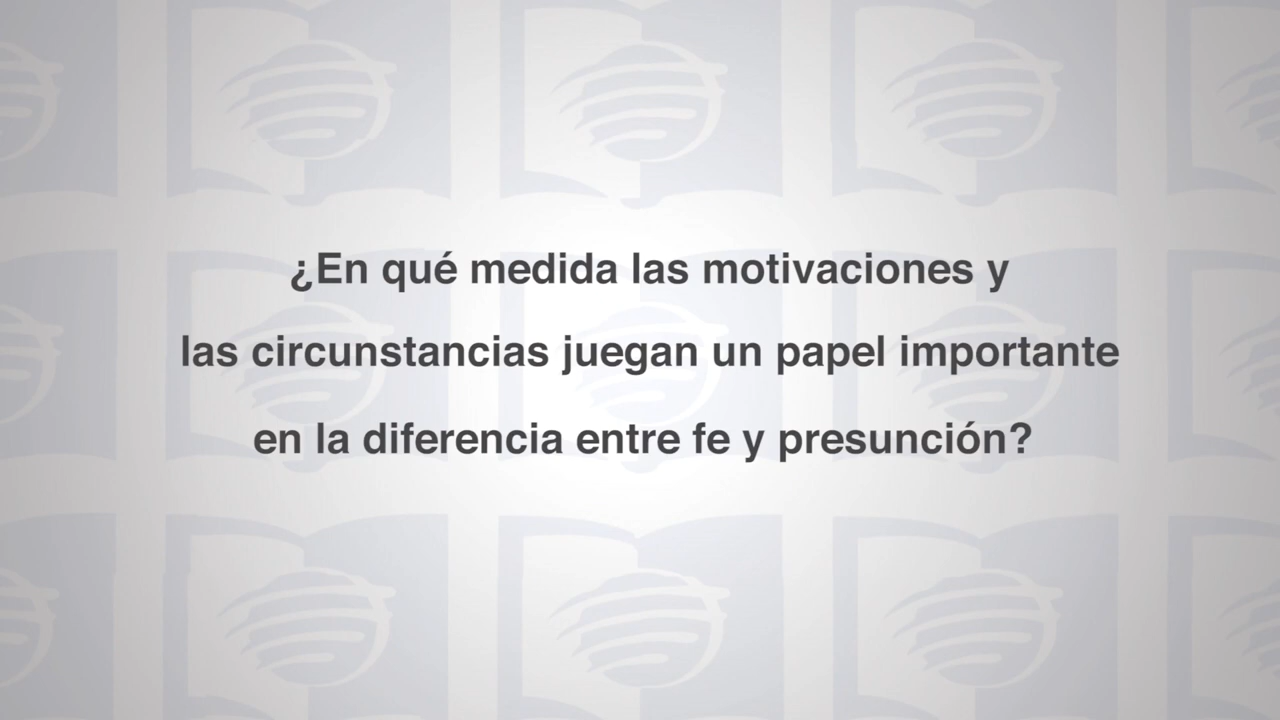 ¿En qué medida las motivaciones y
las circunstancias juegan un papel importante
en la diferencia entre fe y presunción?